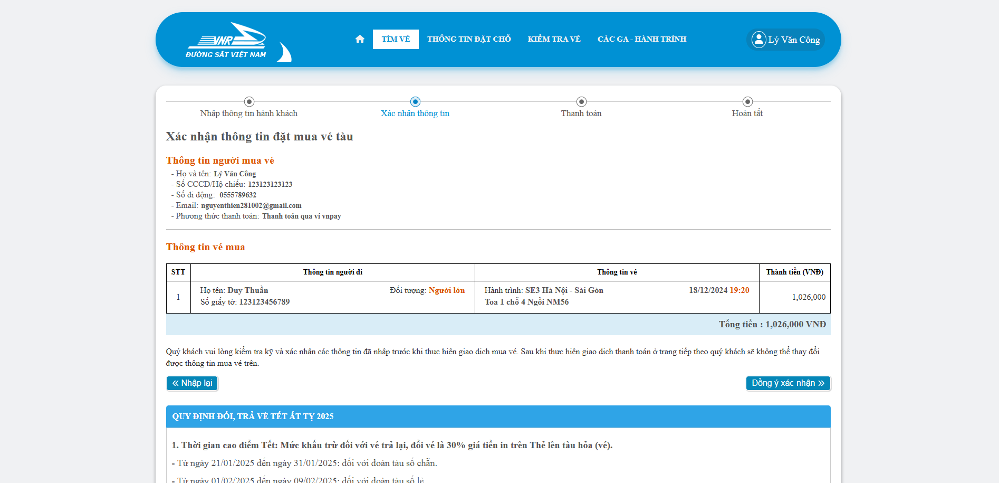 VNR
ĐƯỜNG SẮT VIỆT NAM
TÌM VÉ
THÔNG TIN ĐẶT CHỖ
KIỂM TRA VÉ
CÁC GA - HÀNH TRÌNH
Lý Văn Công
Nhập thông tin hành khách
Xác nhận thông tin
Thanh toán
Hoàn tất
Xác nhận thông tin đặt mua vé tàu
Thông tin người mua vé
- Họ và tên: Lý Văn Công
- Số CCCD/Hộ chiếu: 123123123123
- Số di động: 0555789632
- Email: nguyenthien281002@gmail.com
- Phương thức thanh toán: Thanh toán qua ví vnpay
Thông tin vé mua
STT Thông tin người đi Thông tin vé Thành tiền (VNĐ)
1 Họ tên: Duy Thuần Đối tượng: Người lớn Hành trình: SE3 Hà Nội - Sài Gòn 18/12/2024 19:20 1,026,000
Số giấy tờ: 123123456789 Toa 1 chỗ 4 Ngồi NM56
Tổng tiền : 1,026,000 VNĐ
Quý khách vui lòng kiểm tra kỹ và xác nhận các thông tin đã nhập trước khi thực hiện giao dịch mua vé. Sau khi thực hiện giao dịch thanh toán ở trang tiếp theo quý khách sẽ không thể thay đổi
được thông tin mua vé trên.
« Nhập lại
Đồng ý xác nhận »
QUY ĐỊNH ĐỔI, TRẢ VÉ TẾT ẤT TỴ 2025
1. Thời gian cao điểm Tết: Mức khấu trừ đối với vé trả lại, đổi vé là 30% giá tiền in trên Thẻ lên tàu hỏa (vé).
- Từ ngày 21/01/2025 đến ngày 31/01/2025: đối với đoàn tàu số chẵn.
- Từ ngày 01/02/2025 đến ngày 09/02/2025: đối với đoàn tàu số lẻ